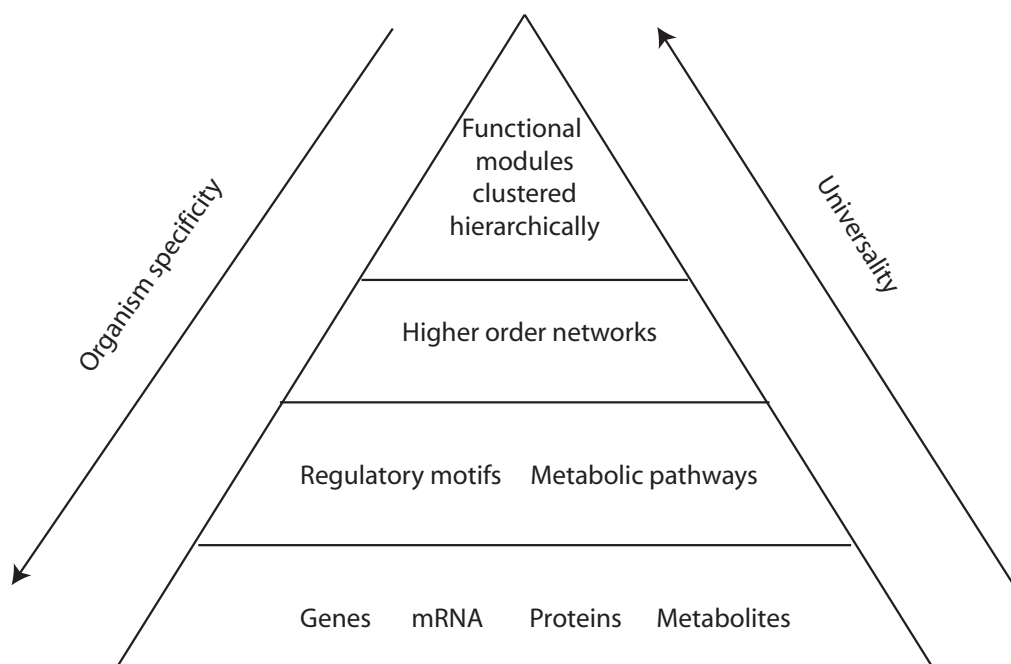 Functional
modules
clustered
hierarchically
Organism specificity
Universality
Higher order networks
Regulatory motifs Metabolic pathways
Genes mRNA Proteins Metabolites